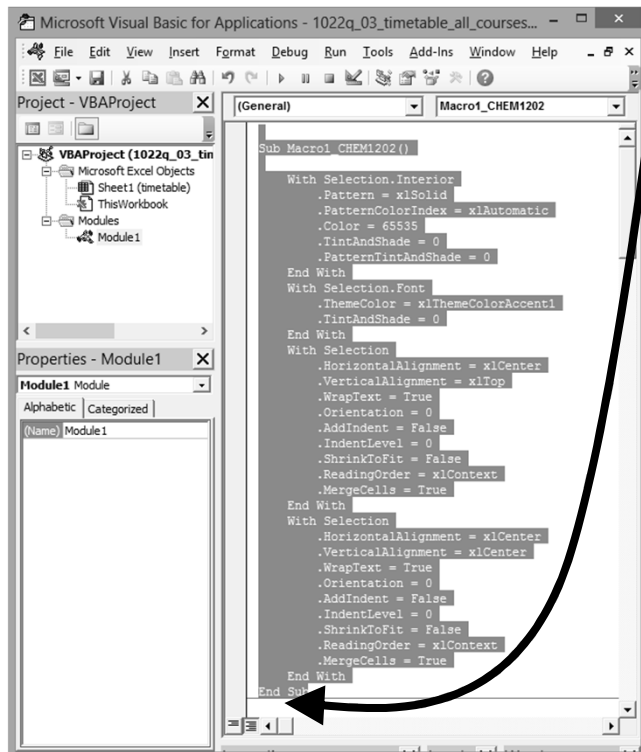 Microsoft Visual Basic for Applications - 1022q_03_timetable_all_courses...
File Edit View Insert Format Debug Run Tools Add-Ins Window Help
Project - VBAProject
VBAProject (1022q_03_tin
Microsoft Excel Objects
Sheet1 (timetable)
ThisWorkbook
Modules
Module1
Properties - Module1
Module1 Module
Alphabetic Categorized
(Name) Module1
(General) Macro1_CHEM1202
Sub Macro1_CHEM1202()
With Selection.Interior
.Pattern = xlSolid
.PatternColorIndex = xlAutomatic
.Color = 65535
.TintAndShade = 0
.PatternTintAndShade = 0
End With
With Selection.Font
.ThemeColor = xlThemeColorAccent1
.TintAndShade = 0
End With
With Selection
.HorizontalAlignment = xlCenter
.VerticalAlignment = xlTop
.WrapText = True
.Orientation = 0
.AddIndent = False
.IndentLevel = 0
.ShrinkToFit = False
.ReadingOrder = xlContext
.MergeCells = True
End With
With Selection
.HorizontalAlignment = xlCenter
.VerticalAlignment = xlCenter
.WrapText = True
.Orientation = 0
.AddIndent = False
.IndentLevel = 0
.ShrinkToFit = False
.ReadingOrder = xlContext
.MergeCells = True
End With
End Sub